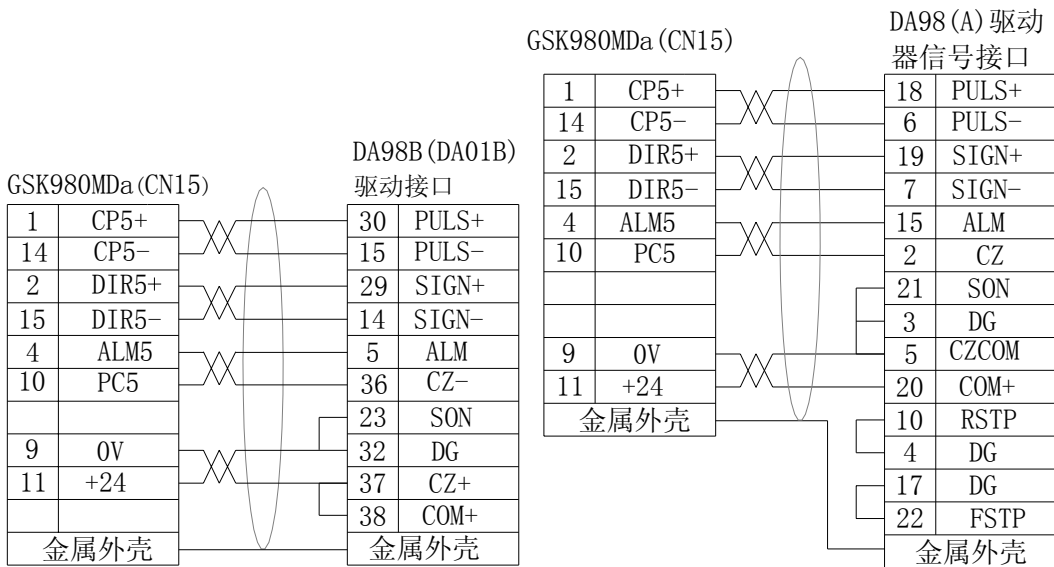 GSK980MDa(CN15)
DA98B(DA01B)
驱动接口
1 CP5+ 30 PULS+
14 CP5- 15 PULS-
2 DIR5+ 29 SIGN+
15 DIR5- 14 SIGN-
4 ALM5 5 ALM
10 PC5 36 CZ-
23 SON
9 0V 32 DG
11 +24 37 CZ+
38 COM+
金属外壳 金属外壳
GSK980MDa(CN15)
DA98(A)驱动
器信号接口
1 CP5+ 18 PULS+
14 CP5- 6 PULS-
2 DIR5+ 19 SIGN+
15 DIR5- 7 SIGN-
4 ALM5 15 ALM
10 PC5 2 CZ
21 SON
3 DG
9 0V 5 CZCOM
11 +24 20 COM+
金属外壳 10 RSTP
4 DG
17 DG
22 FSTP
金属外壳